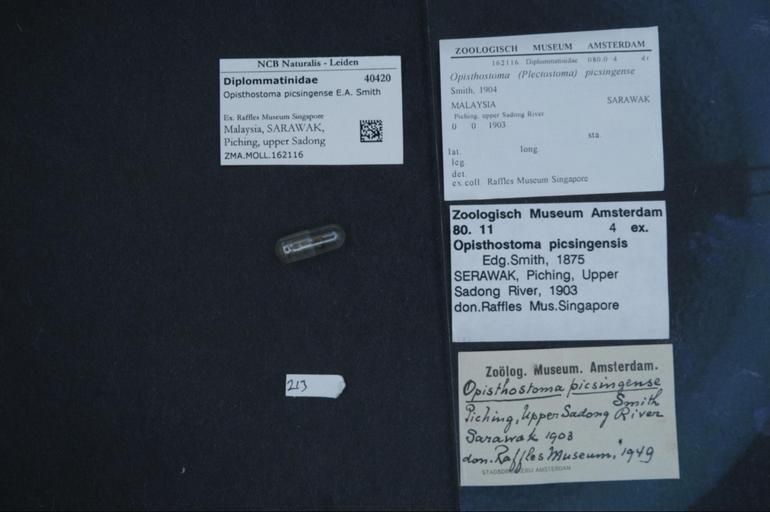 NCB Naturalis - Leiden
Diplommatinidae 40420
Opisthostoma picsingense E.A. Smith
Ex. Raffles Museum Singapore
Malaysia, SARAWAK,
Piching, upper Sadong
ZMA.MOLL.162116
213
ZOOLOGISCH MUSEUM AMSTERDAM
162116 Diplommatinidae 080.0 4 dr
Opisthostoma (Plectostoma) picsingense
Smith, 1904
MALAYSIA SARAWAK
Piching, upper Sadong River
0 0 1903
sta.
lat. long.
leg.
det.
ex coll. Raffles Museum Singapore
Zoologisch Museum Amsterdam
80. 11 4 ex.
Opisthostoma picsingensis
Edg.Smith, 1875
SERAWAK, Piching, Upper
Sadong River, 1903
don.Raffles Mus.Singapore
Zoölog. Museum. Amsterdam.
Opisthostoma picsingense
Smith
Piching, Upper Sadong River
Sarawak 1903
don. Raffles Museum, '1949
STADSDRUKKERIJ AMSTERDAM